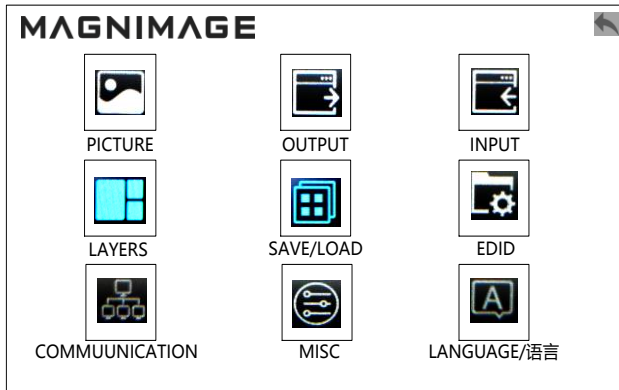 MAGNIMAGE
PICTURE OUTPUT INPUT
LAYERS SAVE/LOAD EDID
A
COMMUUNICATION MISC LANGUAGE/语言